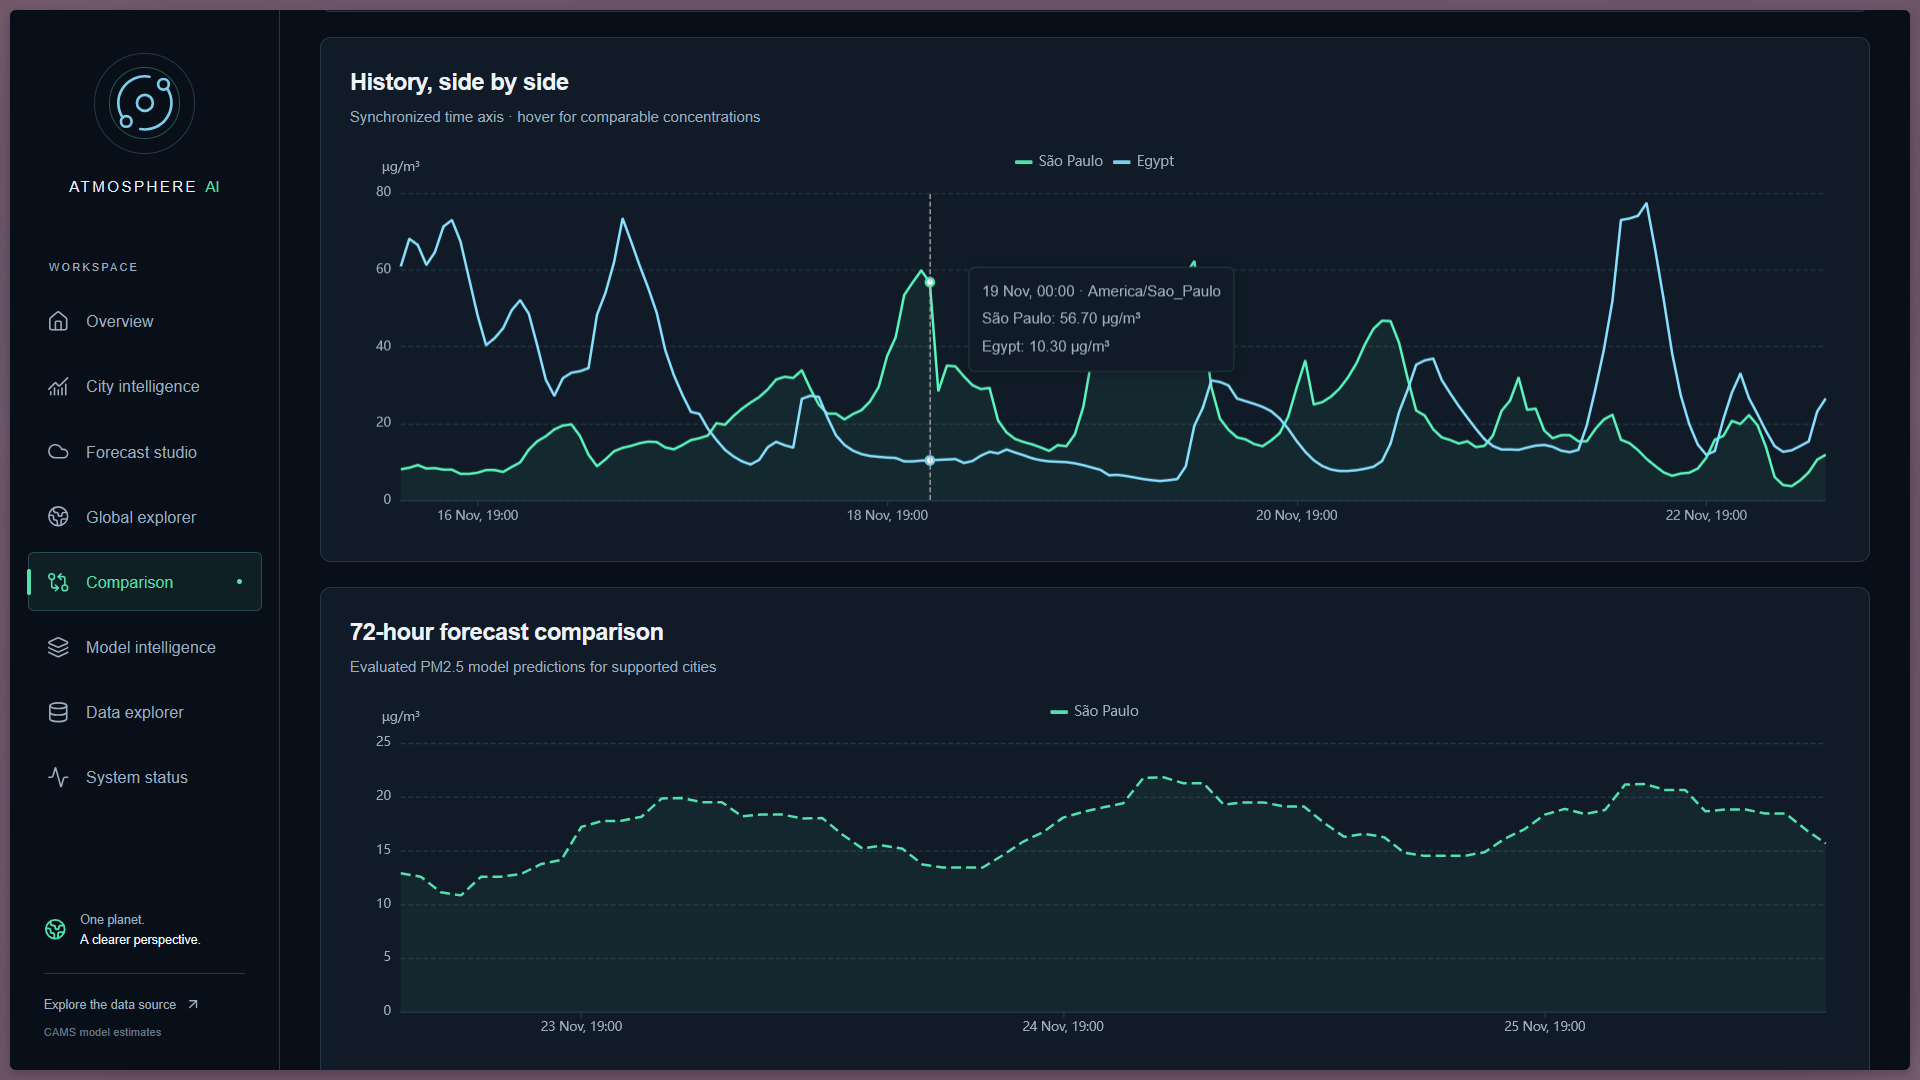 ATMOSPHERE AI
WORKSPACE
Overview
City intelligence
Forecast studio
Global explorer
Comparison
Model intelligence
Data explorer
System status
One planet.
A clearer perspective.
Explore the data source
CAMS model estimates
History, side by side
Synchronized time axis · hover for comparable concentrations
São Paulo
Egypt
µg/m³
80
60
40
20
0
19 Nov, 00:00 · America/Sao_Paulo
São Paulo: 56.70 µg/m³
Egypt: 10.30 µg/m³
16 Nov, 19:00
18 Nov, 19:00
20 Nov, 19:00
22 Nov, 19:00
72-hour forecast comparison
Evaluated PM2.5 model predictions for supported cities
São Paulo
µg/m³
25
20
15
10
5
0
23 Nov, 19:00
24 Nov, 19:00
25 Nov, 19:00